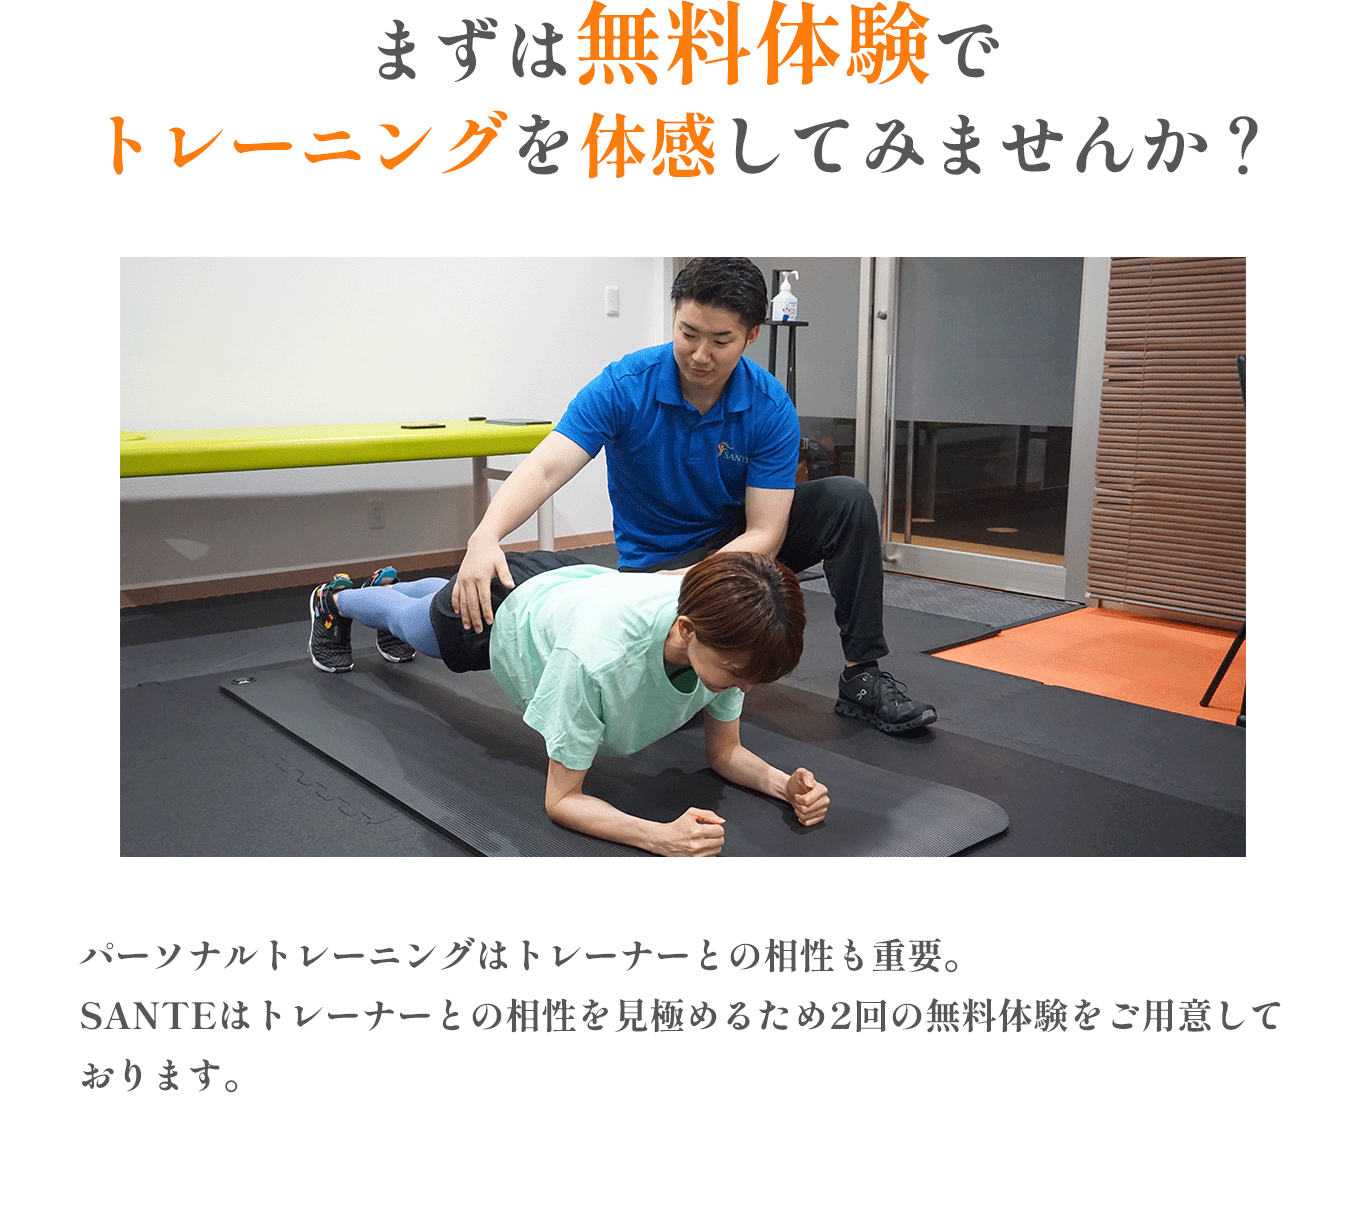 まずは無料体験で
トレーニングを体感してみませんか？
SANTE
パーソナルトレーニングはトレーナーとの相性も重要。
SANTEはトレーナーとの相性を見極めるため2回の無料体験をご用意して
おります。